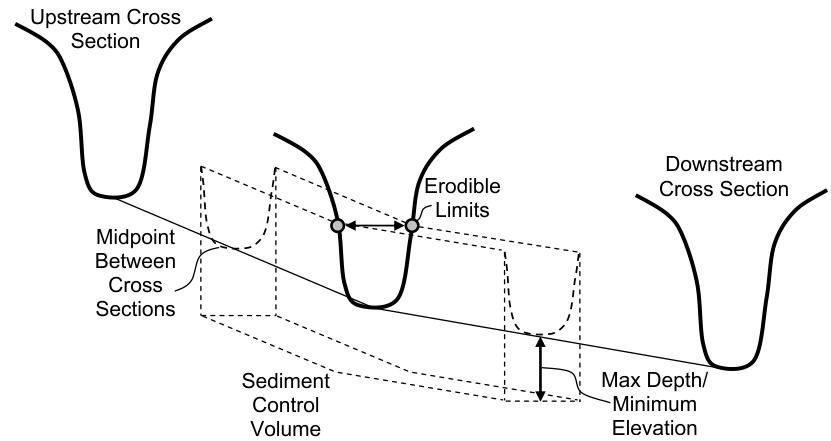 Upstream Cross
Section
Erodible
Limits
Downstream
Cross Section
Midpoint
Between
Cross
Sections
Sediment
Control
Volume
Max Depth/
Minimum
Elevation